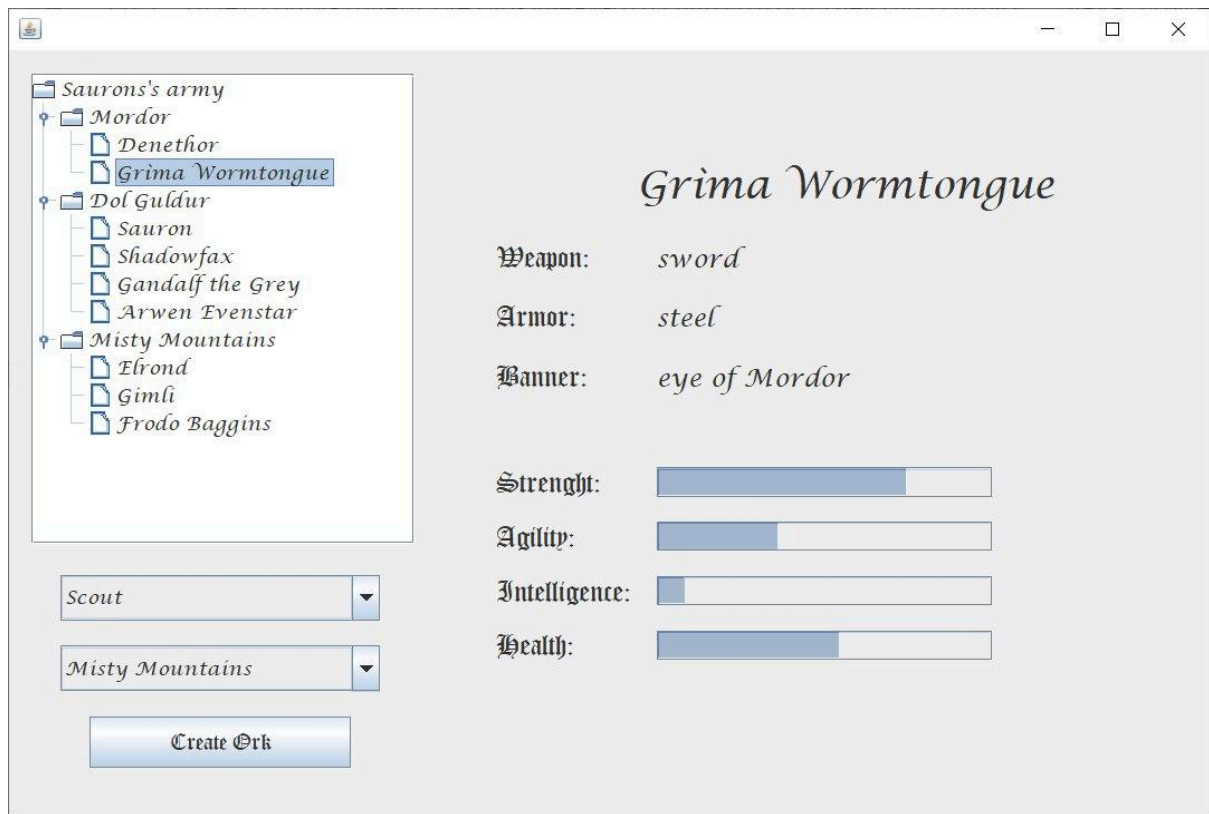 Saurons's army
Mordor
Denethor
Grìma Wormtongue
Dol Guldur
Sauron
Shadowfax
Gandalf the Grey
Arwen Evenstar
Misty Mountains
Elrond
Gimli
Frodo Baggins
Scout
Misty Mountains
Create Ork
Grìma Wormtongue
Weapon: sword
Armor: steel
Banner: eye of Mordor
Strenght:
Agility:
Intelligence:
Health: